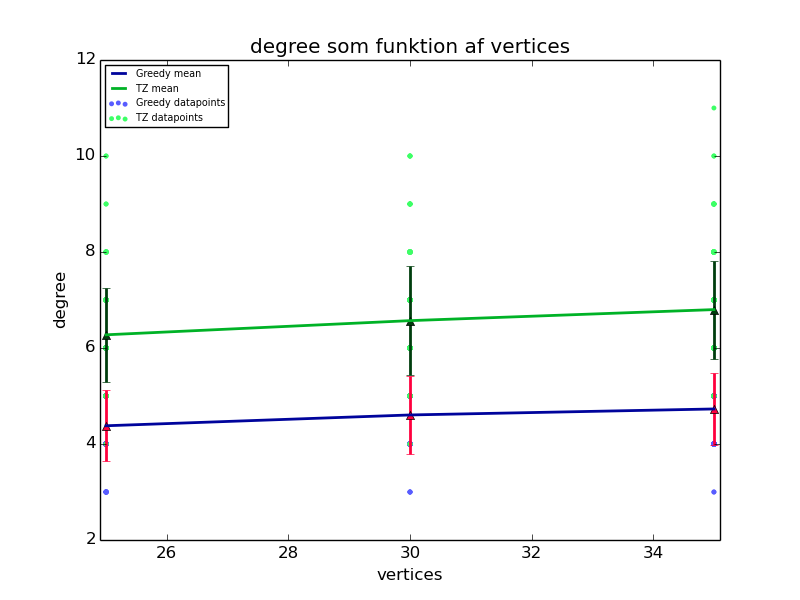 degree som funktion af vertices
12
10
8
6
4
2
degree
Greedy mean
TZ mean
Greedy datapoints
TZ datapoints
26 28 30 32 34
vertices